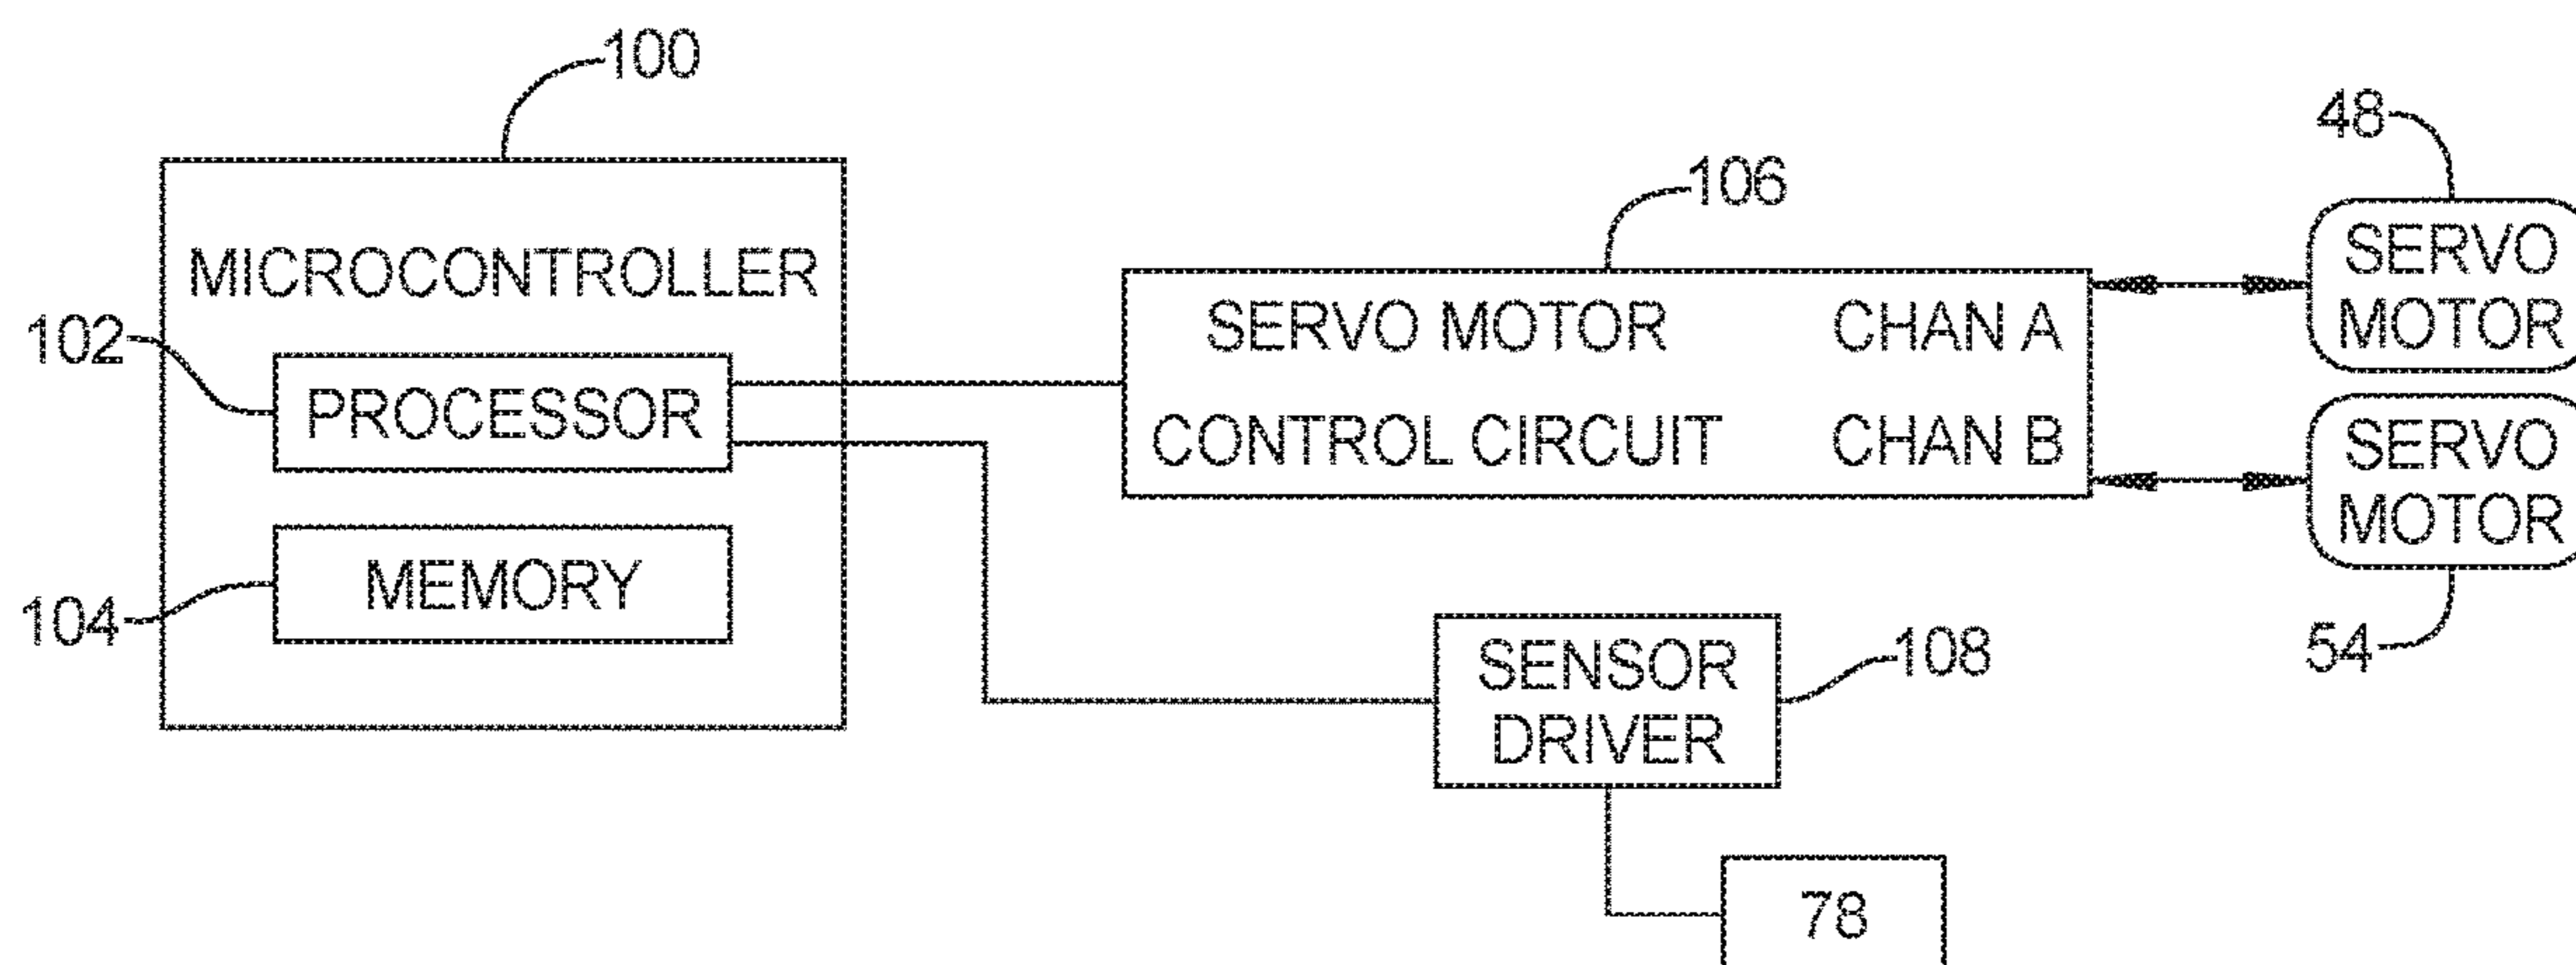 100
MICROCONTROLLER
102
PROCESSOR
104
MEMORY
106
SERVO MOTOR CHAN A
CONTROL CIRCUIT CHAN B
48
SERVO
MOTOR
SERVO
MOTOR
54
SENSOR
DRIVER
108
78